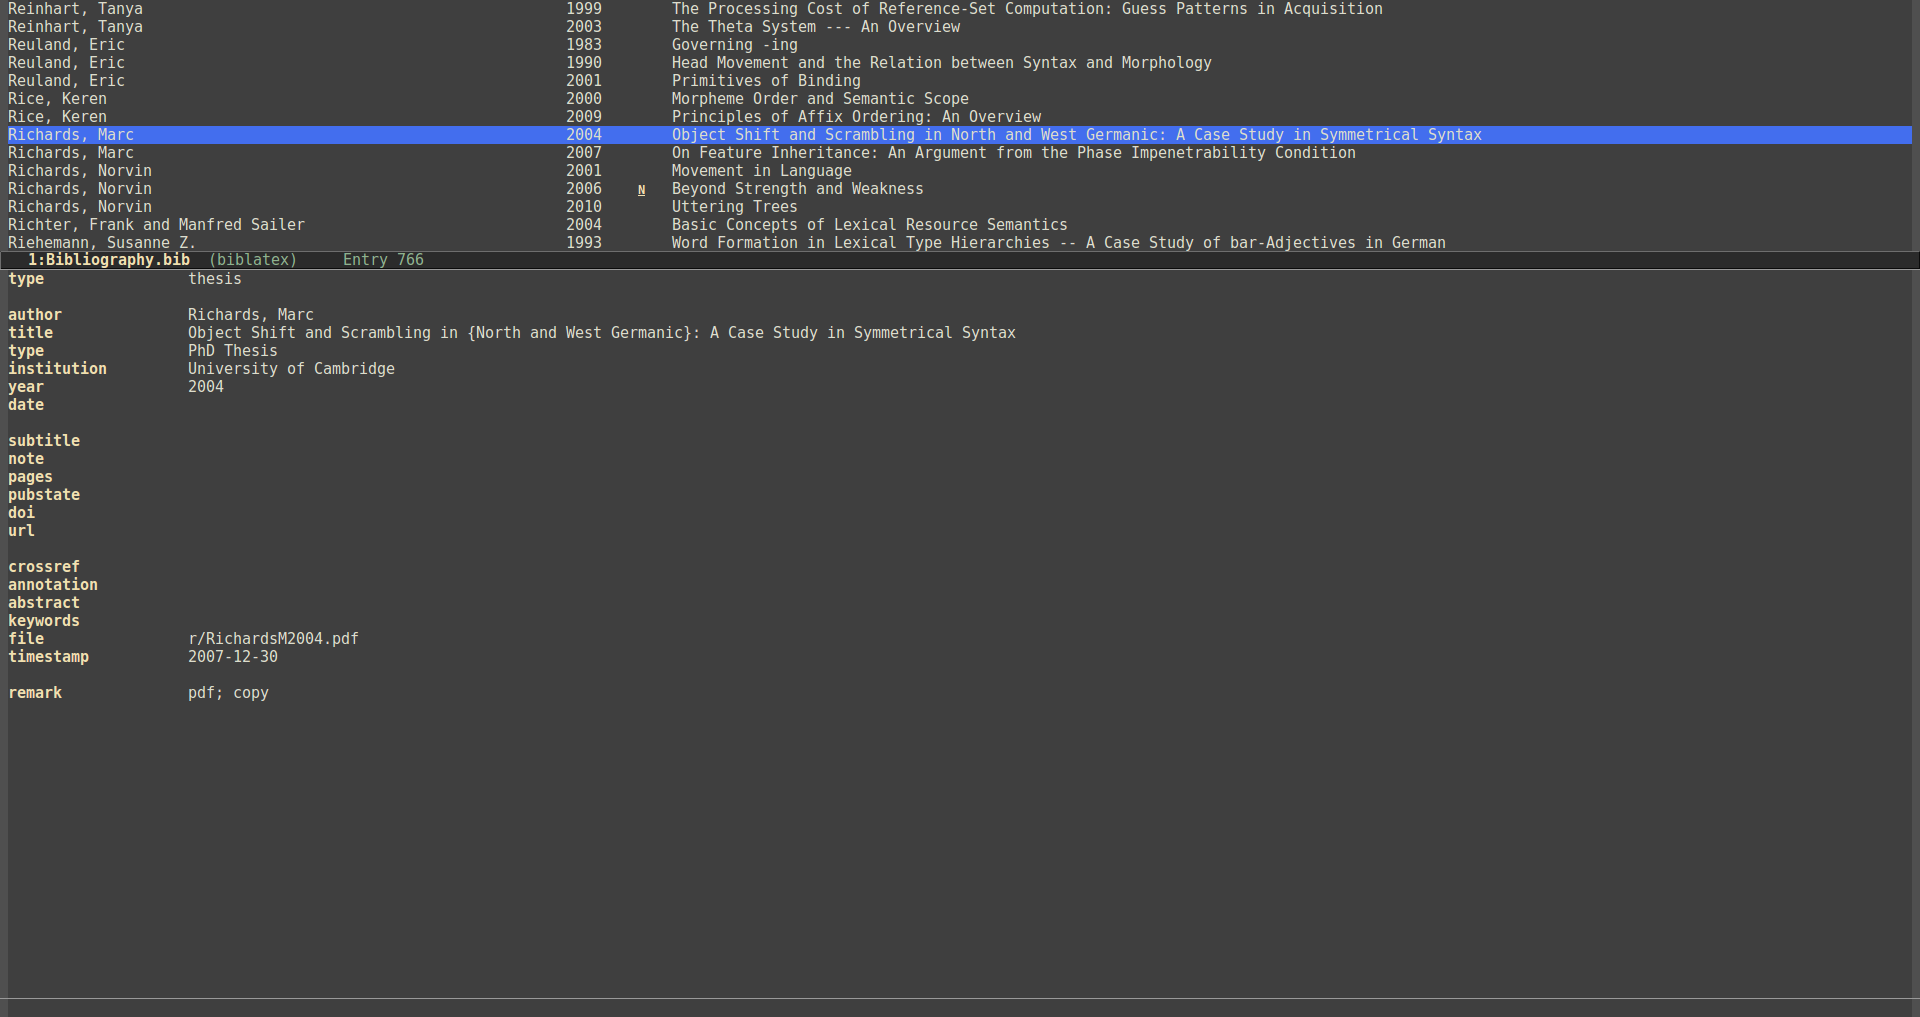 Reinhart, Tanya 1999 The Processing Cost of Reference-Set Computation: Guess Patterns in Acquisition
Reinhart, Tanya 2003 The Theta System --- An Overview
Reuland, Eric 1983 Governing -ing
Reuland, Eric 1990 Head Movement and the Relation between Syntax and Morphology
Reuland, Eric 2001 Primitives of Binding
Rice, Keren 2000 Morpheme Order and Semantic Scope
Rice, Keren 2009 Principles of Affix Ordering: An Overview
Richards, Marc 2004 Object Shift and Scrambling in North and West Germanic: A Case Study in Symmetrical Syntax
Richards, Marc 2007 On Feature Inheritance: An Argument from the Phase Impenetrability Condition
Richards, Norvin 2001 Movement in Language
Richards, Norvin 2006 N Beyond Strength and Weakness
Richards, Norvin 2010 Uttering Trees
Richter, Frank and Manfred Sailer 2004 Basic Concepts of Lexical Resource Semantics
Riehemann, Susanne Z. 1993 Word Formation in Lexical Type Hierarchies -- A Case Study of bar-Adjectives in German
1:Bibliography.bib (biblatex) Entry 766
type thesis
author Richards, Marc
title Object Shift and Scrambling in {North and West Germanic}: A Case Study in Symmetrical Syntax
type PhD Thesis
institution University of Cambridge
year 2004
date
subtitle
note
pages
pubstate
doi
url
crossref
annotation
abstract
keywords
file r/RichardsM2004.pdf
timestamp 2007-12-30
remark pdf; copy